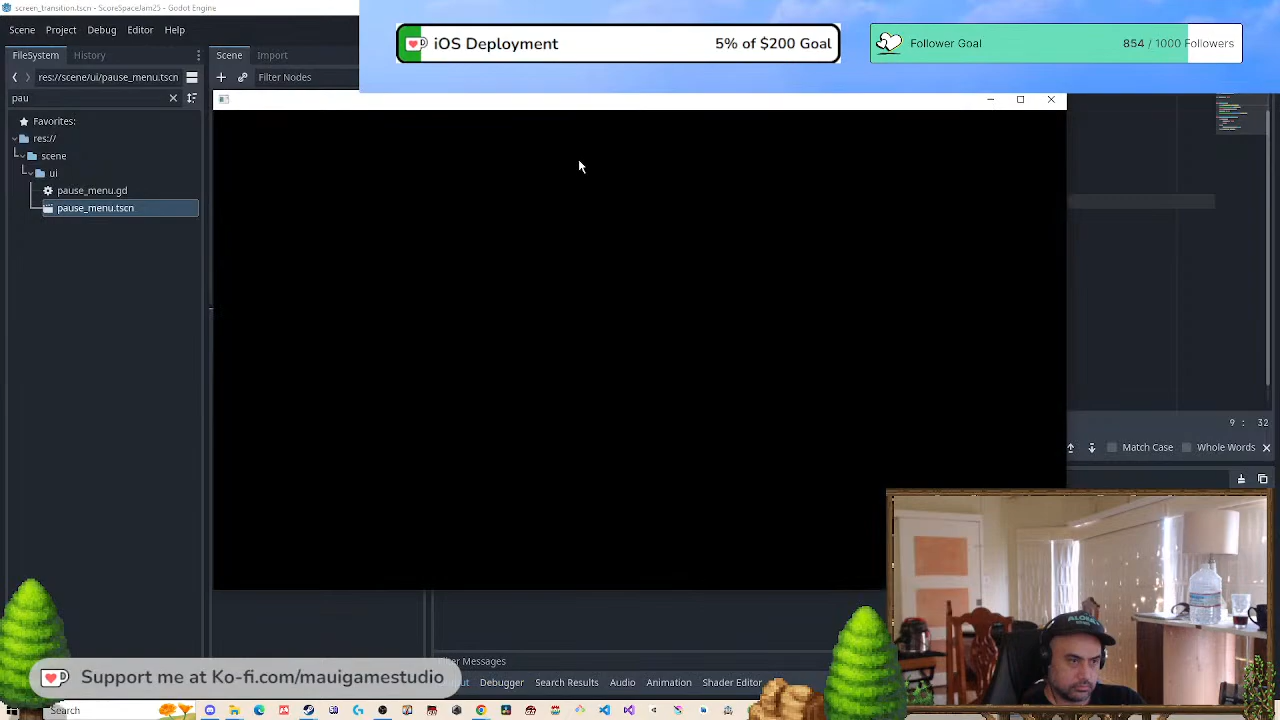 screen_transition.tscn - ScoreSpaceJam25 - Godot Engine
Scene Project Debug Editor Help
iOS Deployment 5% of $200 Goal
Follower Goal 854 / 1000 Followers
FileSystem History Scene Import
res://scene/ui/pause_menu.tscn
Filter Nodes
pau
Favorites:
res://
scene
ui
pause_menu.gd
pause_menu.tscn
9 : 32
Match Case Whole Words
Messages
Support me at Ko-fi.com/mauigamestudio
Debugger Search Results Audio Animation Shader Editor
Search